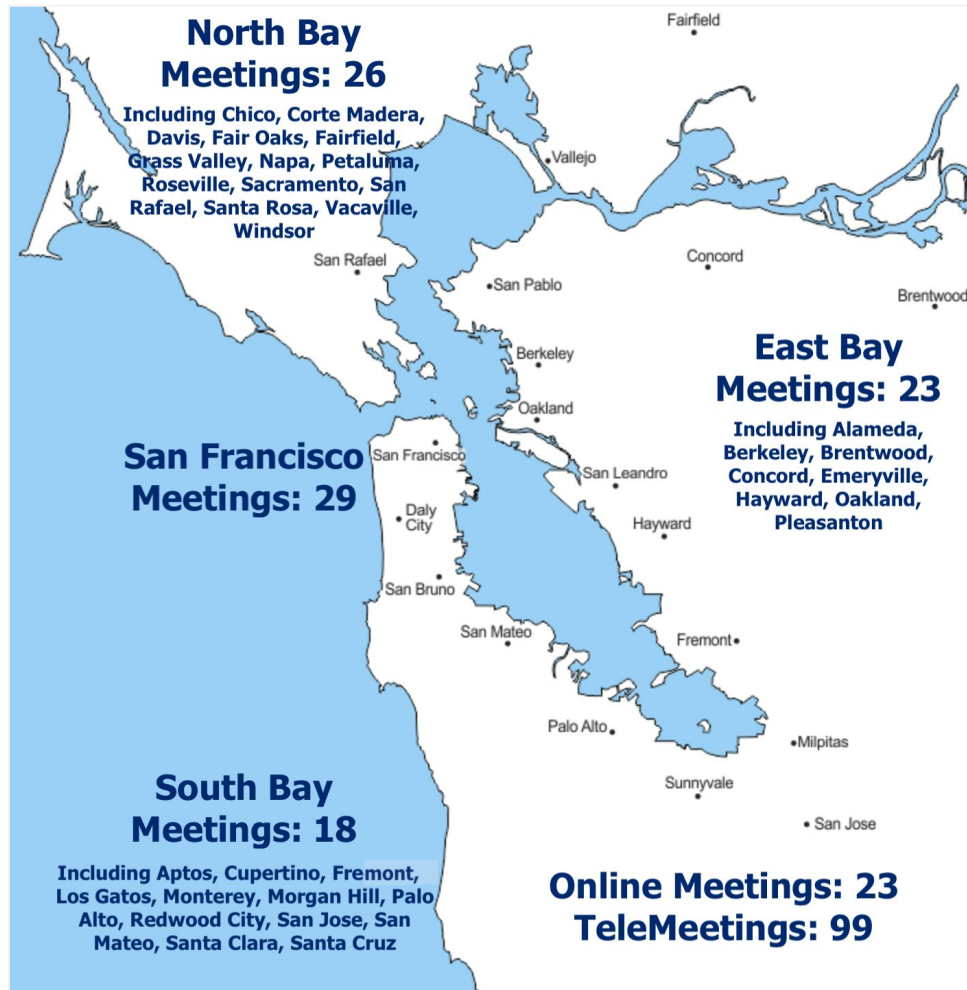 North Bay
Meetings: 26
Including Chico, Corte Madera,
Davis, Fair Oaks, Fairfield,
Grass Valley, Napa, Petaluma,
Roseville, Sacramento, San
Rafael, Santa Rosa, Vacaville,
Windsor
Fairfield
Vallejo
San Rafael
Concord
San Pablo
Brentwood
Berkeley
East Bay
Meetings: 23
Including Alameda,
Berkeley, Brentwood,
Concord, Emeryville,
Hayward, Oakland,
Pleasanton
Oakland
San Francisco
Meetings: 29
San Francisco
San Leandro
Daly
City
Hayward
San Bruno
San Mateo
Fremont
Palo Alto
Milpitas
Sunnyvale
San Jose
South Bay
Meetings: 18
Including Aptos, Cupertino, Fremont,
Los Gatos, Monterey, Morgan Hill, Palo
Alto, Redwood City, San Jose, San
Mateo, Santa Clara, Santa Cruz
Online Meetings: 23
TeleMeetings: 99